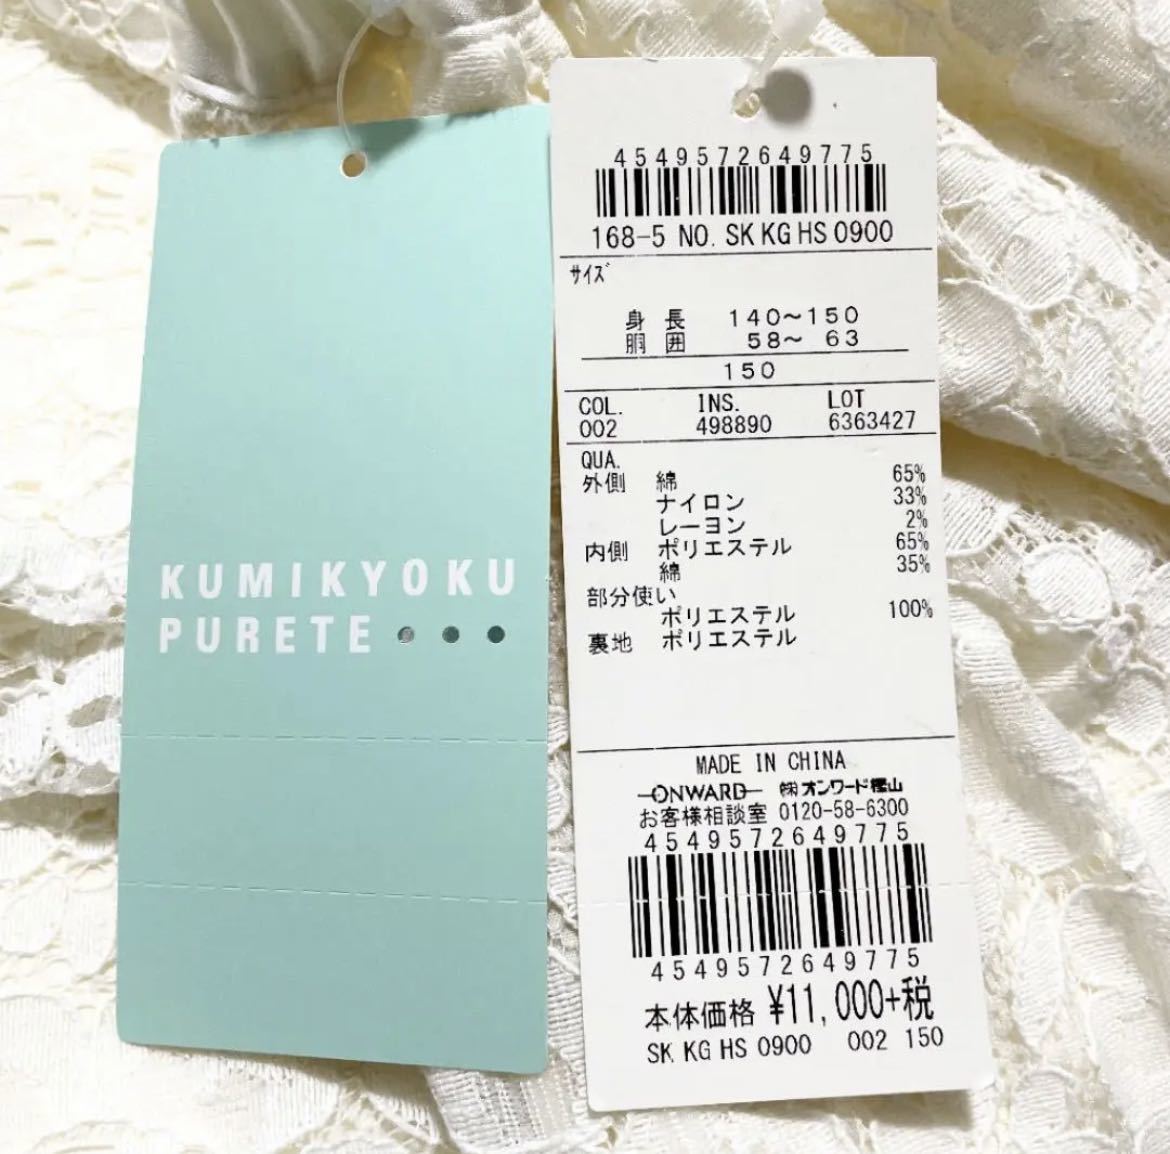 KUMIKYOKU
PURETE
4549572649775
168-5 NO. SK KG HS 0900
サイズ
身長 140~150
胴囲 58~ 63
150
COL. INS. LOT
002 498890 6363427
QUA.
外側 綿 65%
ナイロン 33%
レーヨン 2%
内側 ポリエステル 65%
綿 35%
部分使い
ポリエステル 100%
裏地 ポリエステル
MADE IN CHINA
ONWARD ㈱オンワード樫山
お客様相談室 0120-58-6300
4549572649775
4549572649775
本体価格 ¥11,000+税
SK KG HS 0900 002 150